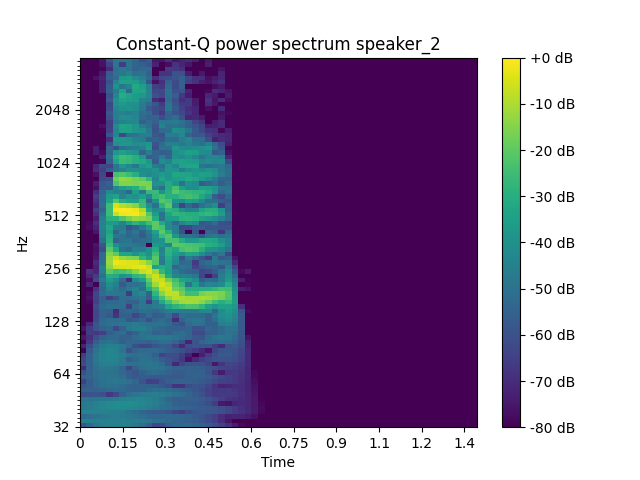 Constant-Q power spectrum speaker_2
Hz
2048
1024
512
256
128
64
32
0 0.15 0.3 0.45 0.6 0.75 0.9 1.1 1.2 1.4
Time
+0 dB
-10 dB
-20 dB
-30 dB
-40 dB
-50 dB
-60 dB
-70 dB
-80 dB